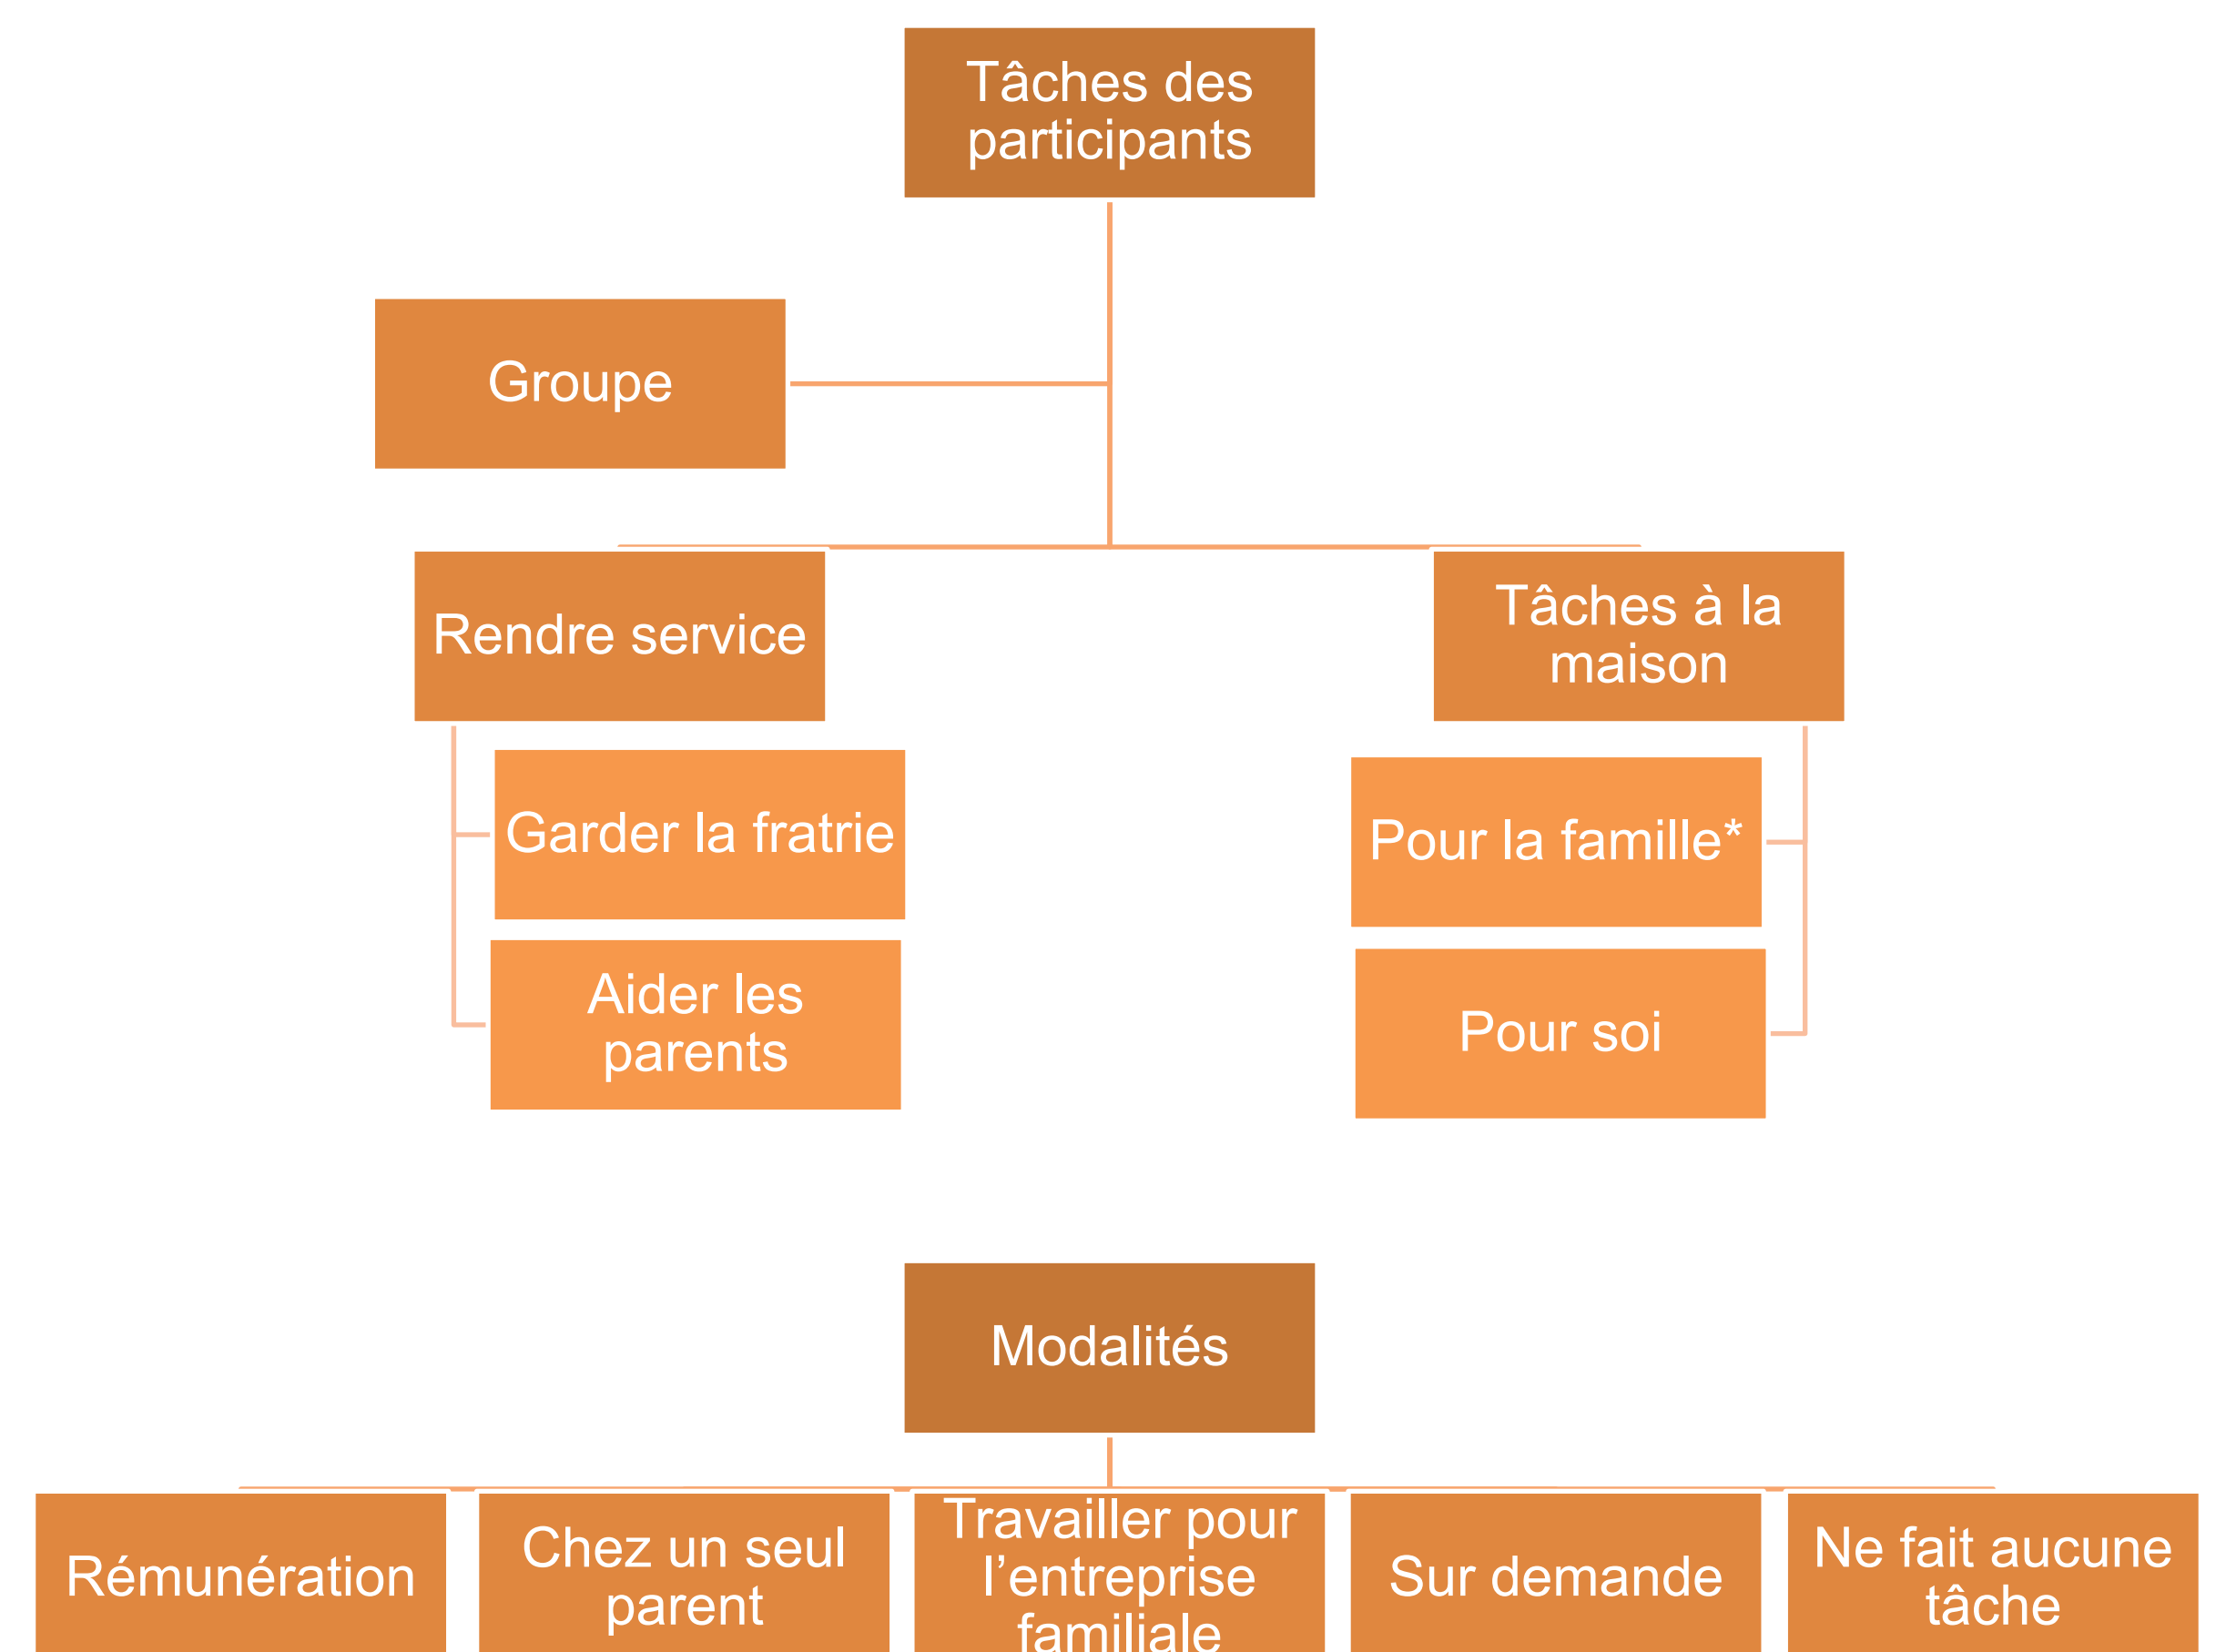 Tâches des
participants
Groupe
Rendre service
Tâches à la
maison
Garder la fratrie
Pour la famille*
Aider les
parents
Pour soi
Modalités
Rémunération
Chez un seul
parent
Travailler pour
l’entreprise
familiale
Sur demande
Ne fait aucune
tâche